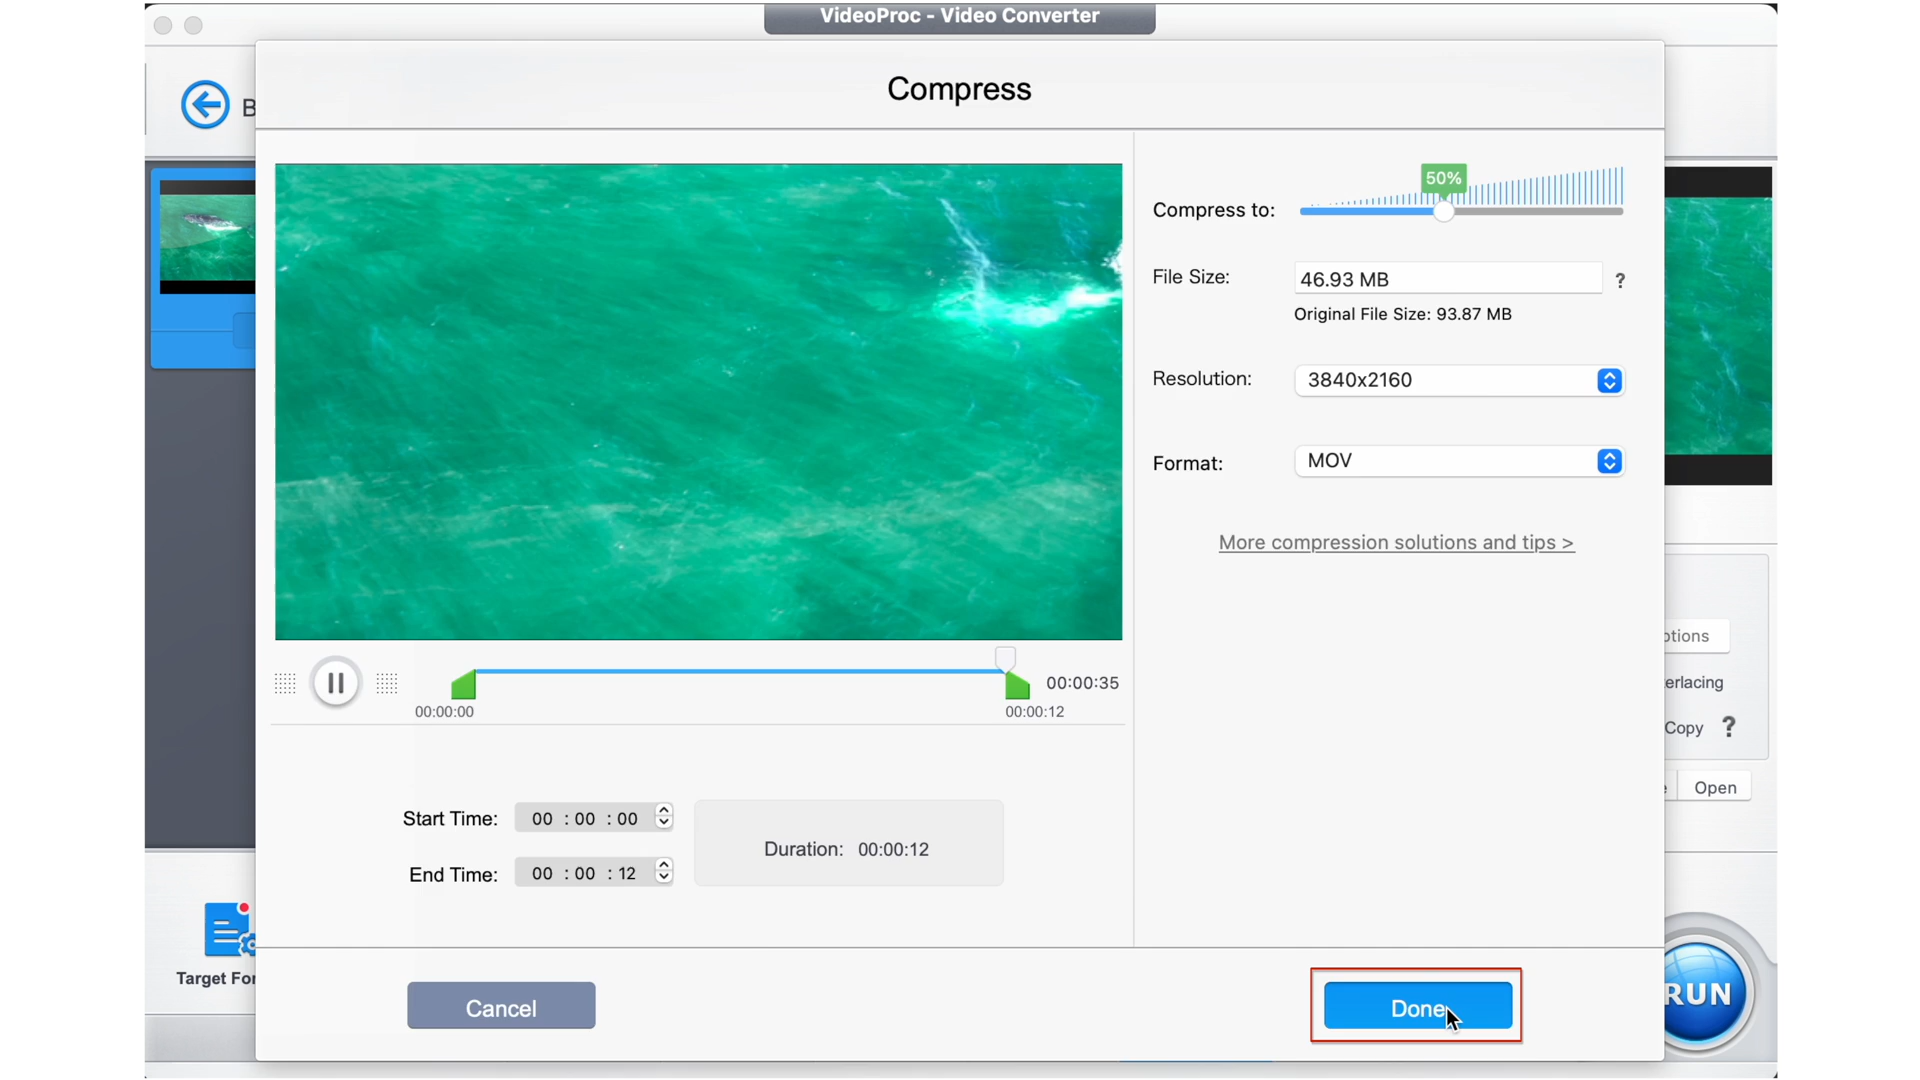 VideoProc - Video Converter
Compress
B
50%
Compress to:
File Size:
46.93 MB
?
Original File Size: 93.87 MB
Resolution:
3840x2160
Format:
MOV
More compression solutions and tips >
00:00:35
00:00:00
00:00:12
Start Time:
00 : 00 : 00
End Time:
00 : 00 : 12
Duration: 00:00:12
ptions
erlacing
Copy ?
e
Open
Target For
Cancel
Done
RUN